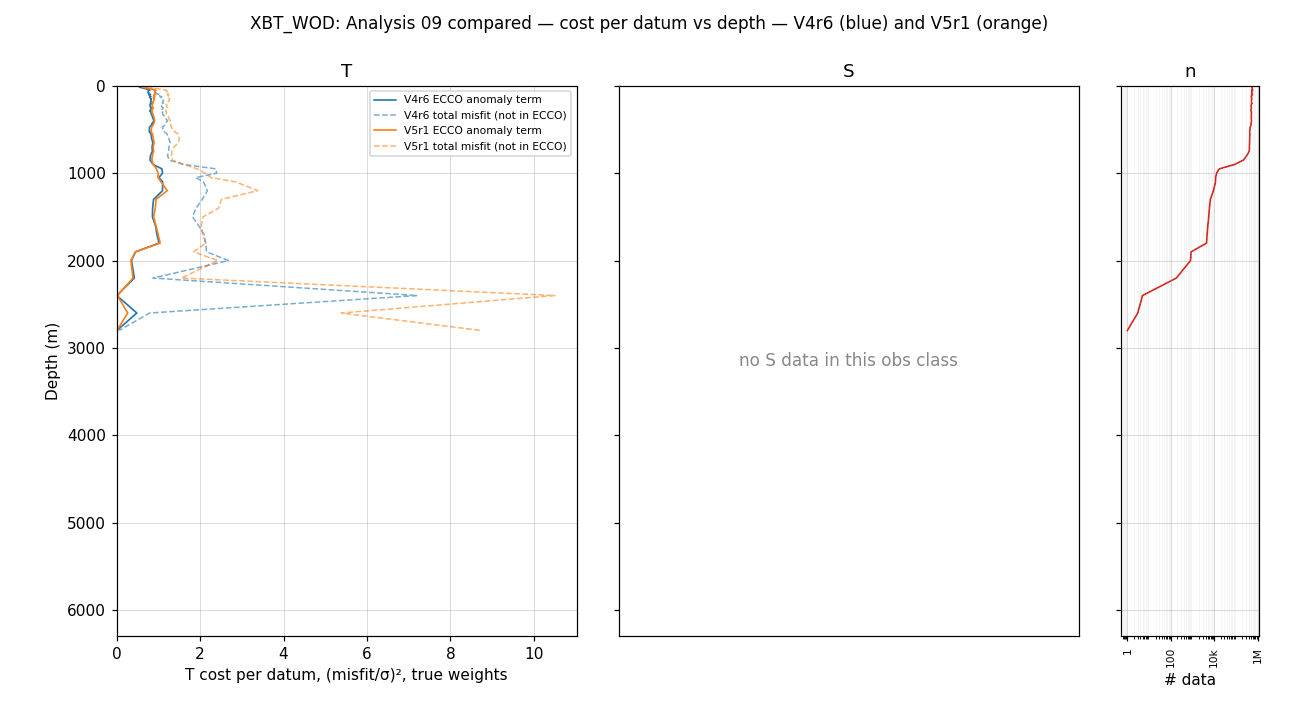 XBT_WOD: Analysis 09 compared — cost per datum vs depth — V4r6 (blue) and V5r1 (orange)
T
S
n
V4r6 ECCO anomaly term
V4r6 total misfit (not in ECCO)
V5r1 ECCO anomaly term
V5r1 total misfit (not in ECCO)
0
1000
2000
3000
4000
5000
6000
Depth (m)
0 2 4 6 8 10
T cost per datum, (misfit/σ)², true weights
no S data in this obs class
1 100 10k 1M
# data